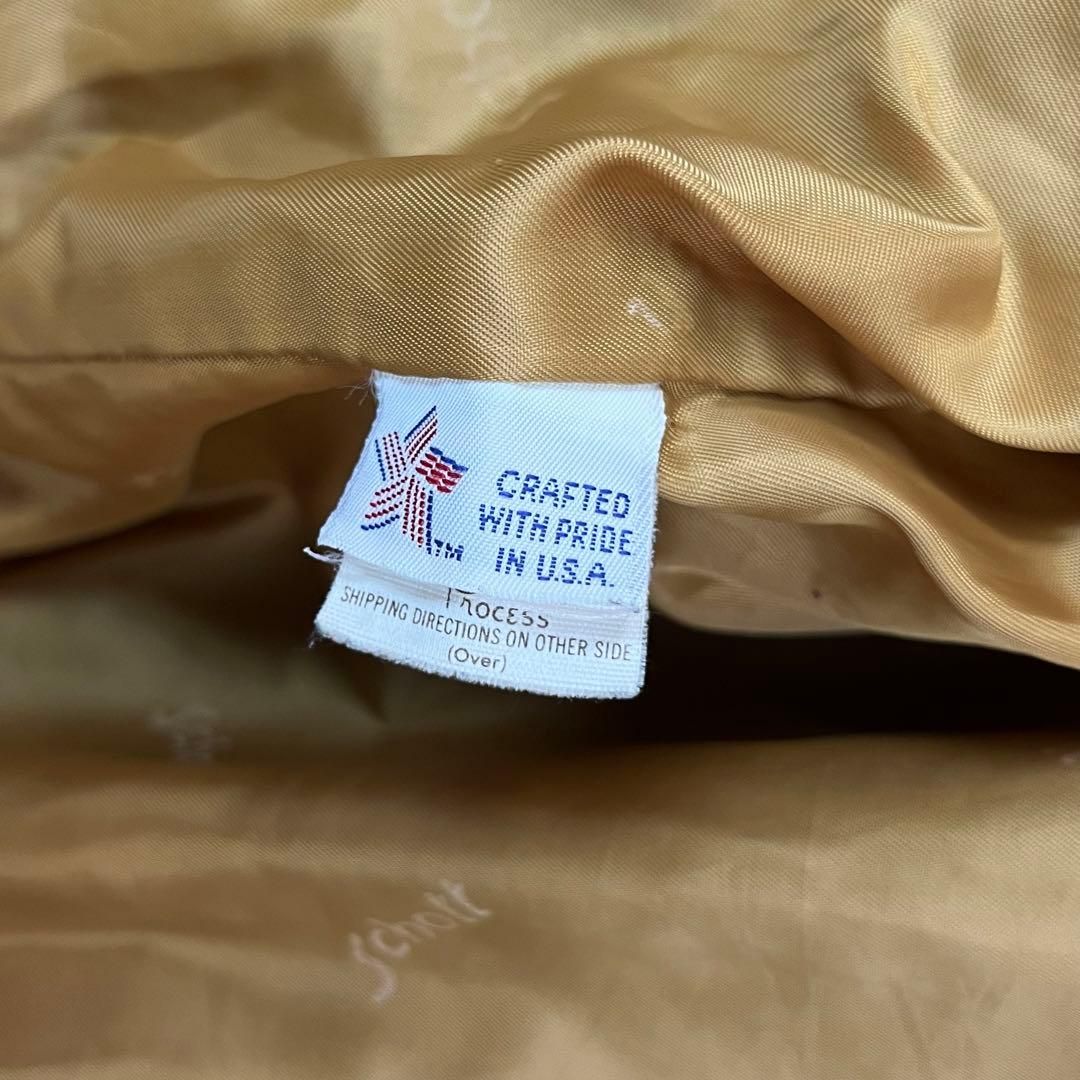 CRAFTED
WITH PRIDE
IN U.S.A.
TM
PROCESS
SHIPPING DIRECTIONS ON OTHER SIDE
(Over)
Schott